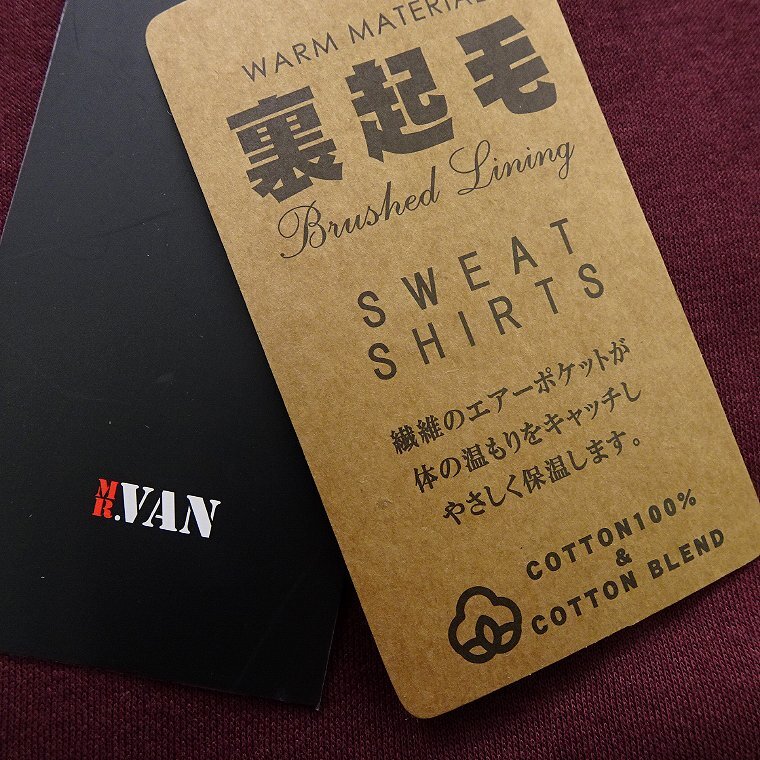 WARM MATERIAL
裏起毛
Brushed Lining
SWEAT
SHIRTS
繊維のエアーポケットが
体の温もりをキャッチし
やさしく保温します。
COTTON100%
&
COTTON BLEND
MR.VAN